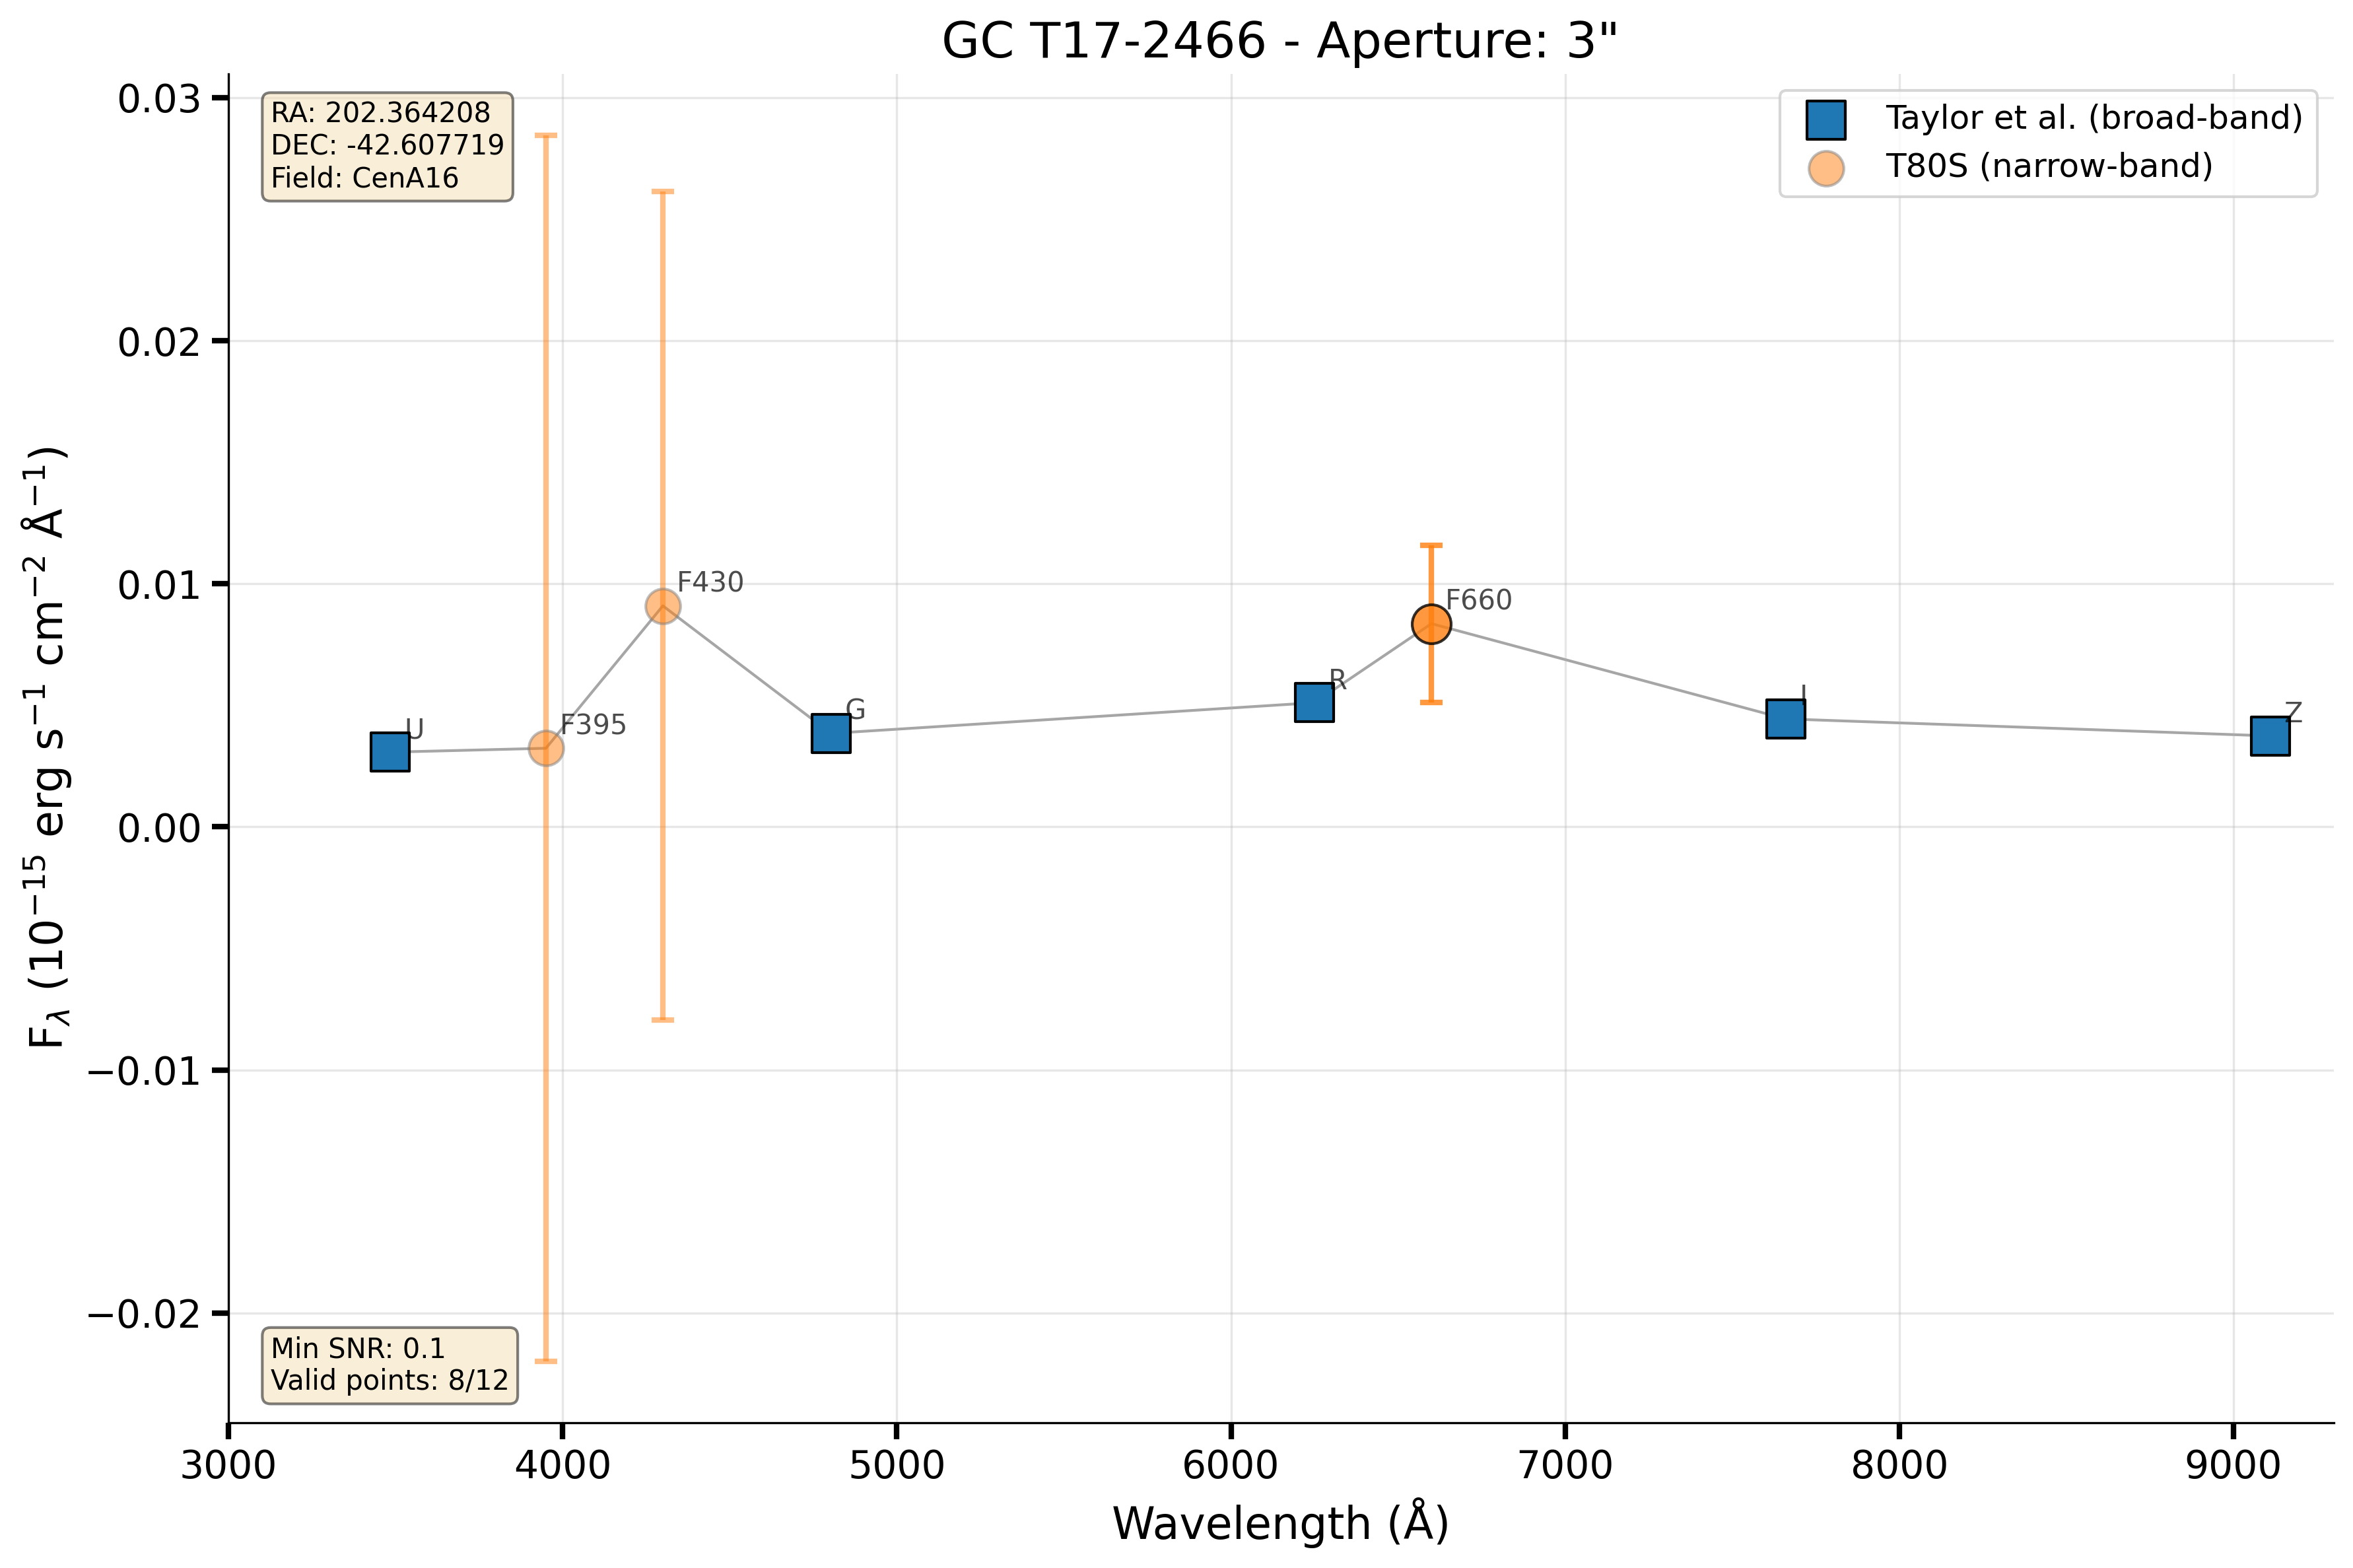 GC T17-2466 - Aperture: 3"
RA: 202.364208
DEC: -42.607719
Field: CenA16
Taylor et al. (broad-band)
T80S (narrow-band)
0.03
0.02
0.01
0.00
−0.01
−0.02
F_λ (10⁻¹⁵ erg s⁻¹ cm⁻² Å⁻¹)
U
F395
F430
G
R
F660
I
Z
Min SNR: 0.1
Valid points: 8/12
3000 4000 5000 6000 7000 8000 9000
Wavelength (Å)